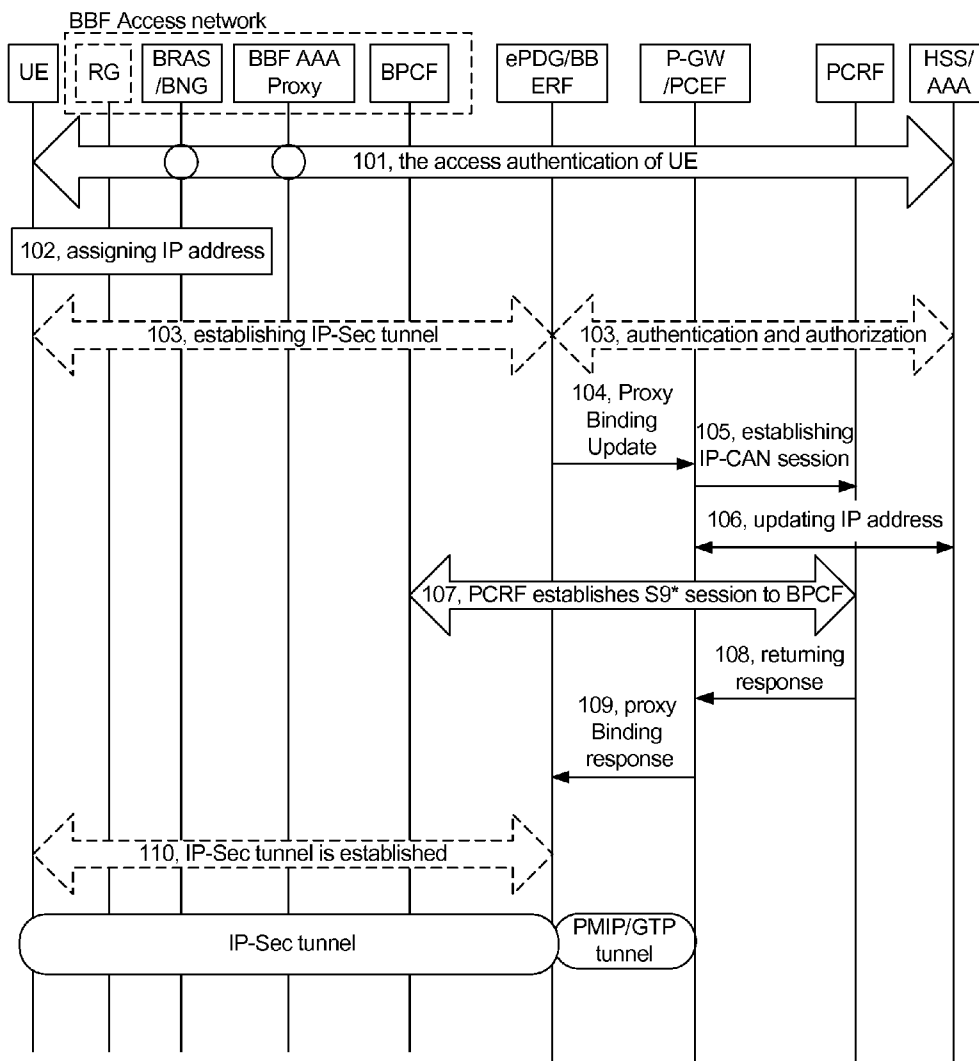 BBF Access network
UE
RG
BRAS
/BNG
BBF AAA
Proxy
BPCF
ePDG/BB
ERF
P-GW
/PCEF
PCRF
HSS/
AAA
101, the access authentication of UE
102, assigning IP address
103, establishing IP-Sec tunnel
103, authentication and authorization
104, Proxy
Binding
Update
105, establishing
IP-CAN session
106, updating IP address
107, PCRF establishes S9* session to BPCF
108, returning
response
109, proxy
Binding
response
110, IP-Sec tunnel is established
IP-Sec tunnel
PMIP/GTP
tunnel